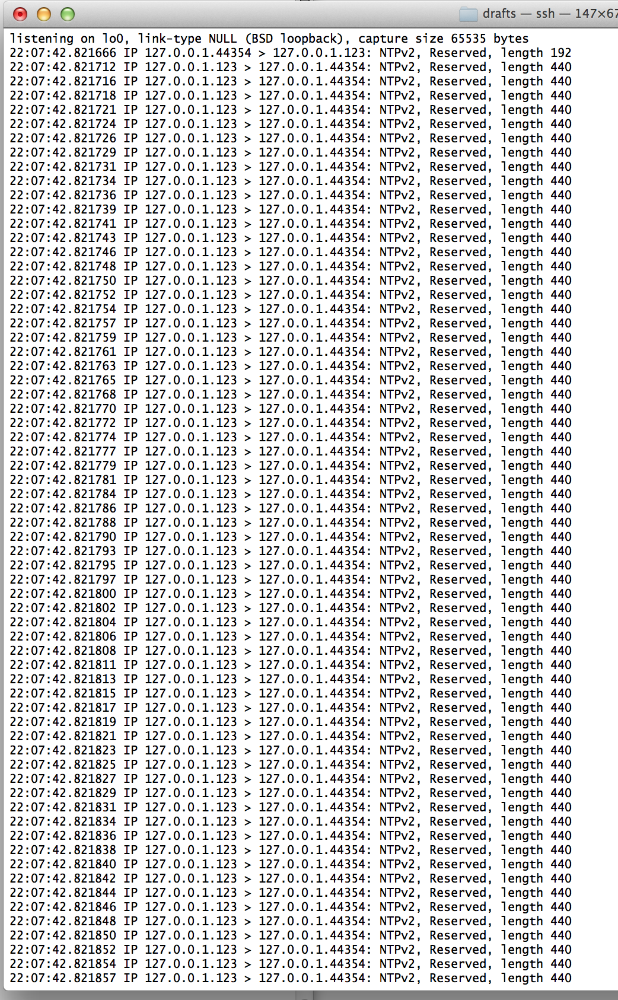 drafts — ssh — 147×67
listening on lo0, link-type NULL (BSD loopback), capture size 65535 bytes
22:07:42.821666 IP 127.0.0.1.44354 > 127.0.0.1.123: NTPv2, Reserved, length 192
22:07:42.821712 IP 127.0.0.1.123 > 127.0.0.1.44354: NTPv2, Reserved, length 440
22:07:42.821716 IP 127.0.0.1.123 > 127.0.0.1.44354: NTPv2, Reserved, length 440
22:07:42.821718 IP 127.0.0.1.123 > 127.0.0.1.44354: NTPv2, Reserved, length 440
22:07:42.821721 IP 127.0.0.1.123 > 127.0.0.1.44354: NTPv2, Reserved, length 440
22:07:42.821724 IP 127.0.0.1.123 > 127.0.0.1.44354: NTPv2, Reserved, length 440
22:07:42.821726 IP 127.0.0.1.123 > 127.0.0.1.44354: NTPv2, Reserved, length 440
22:07:42.821729 IP 127.0.0.1.123 > 127.0.0.1.44354: NTPv2, Reserved, length 440
22:07:42.821731 IP 127.0.0.1.123 > 127.0.0.1.44354: NTPv2, Reserved, length 440
22:07:42.821734 IP 127.0.0.1.123 > 127.0.0.1.44354: NTPv2, Reserved, length 440
22:07:42.821736 IP 127.0.0.1.123 > 127.0.0.1.44354: NTPv2, Reserved, length 440
22:07:42.821739 IP 127.0.0.1.123 > 127.0.0.1.44354: NTPv2, Reserved, length 440
22:07:42.821741 IP 127.0.0.1.123 > 127.0.0.1.44354: NTPv2, Reserved, length 440
22:07:42.821743 IP 127.0.0.1.123 > 127.0.0.1.44354: NTPv2, Reserved, length 440
22:07:42.821746 IP 127.0.0.1.123 > 127.0.0.1.44354: NTPv2, Reserved, length 440
22:07:42.821748 IP 127.0.0.1.123 > 127.0.0.1.44354: NTPv2, Reserved, length 440
22:07:42.821750 IP 127.0.0.1.123 > 127.0.0.1.44354: NTPv2, Reserved, length 440
22:07:42.821752 IP 127.0.0.1.123 > 127.0.0.1.44354: NTPv2, Reserved, length 440
22:07:42.821754 IP 127.0.0.1.123 > 127.0.0.1.44354: NTPv2, Reserved, length 440
22:07:42.821757 IP 127.0.0.1.123 > 127.0.0.1.44354: NTPv2, Reserved, length 440
22:07:42.821759 IP 127.0.0.1.123 > 127.0.0.1.44354: NTPv2, Reserved, length 440
22:07:42.821761 IP 127.0.0.1.123 > 127.0.0.1.44354: NTPv2, Reserved, length 440
22:07:42.821763 IP 127.0.0.1.123 > 127.0.0.1.44354: NTPv2, Reserved, length 440
22:07:42.821765 IP 127.0.0.1.123 > 127.0.0.1.44354: NTPv2, Reserved, length 440
22:07:42.821768 IP 127.0.0.1.123 > 127.0.0.1.44354: NTPv2, Reserved, length 440
22:07:42.821770 IP 127.0.0.1.123 > 127.0.0.1.44354: NTPv2, Reserved, length 440
22:07:42.821772 IP 127.0.0.1.123 > 127.0.0.1.44354: NTPv2, Reserved, length 440
22:07:42.821774 IP 127.0.0.1.123 > 127.0.0.1.44354: NTPv2, Reserved, length 440
22:07:42.821777 IP 127.0.0.1.123 > 127.0.0.1.44354: NTPv2, Reserved, length 440
22:07:42.821779 IP 127.0.0.1.123 > 127.0.0.1.44354: NTPv2, Reserved, length 440
22:07:42.821781 IP 127.0.0.1.123 > 127.0.0.1.44354: NTPv2, Reserved, length 440
22:07:42.821784 IP 127.0.0.1.123 > 127.0.0.1.44354: NTPv2, Reserved, length 440
22:07:42.821786 IP 127.0.0.1.123 > 127.0.0.1.44354: NTPv2, Reserved, length 440
22:07:42.821788 IP 127.0.0.1.123 > 127.0.0.1.44354: NTPv2, Reserved, length 440
22:07:42.821790 IP 127.0.0.1.123 > 127.0.0.1.44354: NTPv2, Reserved, length 440
22:07:42.821793 IP 127.0.0.1.123 > 127.0.0.1.44354: NTPv2, Reserved, length 440
22:07:42.821795 IP 127.0.0.1.123 > 127.0.0.1.44354: NTPv2, Reserved, length 440
22:07:42.821797 IP 127.0.0.1.123 > 127.0.0.1.44354: NTPv2, Reserved, length 440
22:07:42.821800 IP 127.0.0.1.123 > 127.0.0.1.44354: NTPv2, Reserved, length 440
22:07:42.821802 IP 127.0.0.1.123 > 127.0.0.1.44354: NTPv2, Reserved, length 440
22:07:42.821804 IP 127.0.0.1.123 > 127.0.0.1.44354: NTPv2, Reserved, length 440
22:07:42.821806 IP 127.0.0.1.123 > 127.0.0.1.44354: NTPv2, Reserved, length 440
22:07:42.821808 IP 127.0.0.1.123 > 127.0.0.1.44354: NTPv2, Reserved, length 440
22:07:42.821811 IP 127.0.0.1.123 > 127.0.0.1.44354: NTPv2, Reserved, length 440
22:07:42.821813 IP 127.0.0.1.123 > 127.0.0.1.44354: NTPv2, Reserved, length 440
22:07:42.821815 IP 127.0.0.1.123 > 127.0.0.1.44354: NTPv2, Reserved, length 440
22:07:42.821817 IP 127.0.0.1.123 > 127.0.0.1.44354: NTPv2, Reserved, length 440
22:07:42.821819 IP 127.0.0.1.123 > 127.0.0.1.44354: NTPv2, Reserved, length 440
22:07:42.821821 IP 127.0.0.1.123 > 127.0.0.1.44354: NTPv2, Reserved, length 440
22:07:42.821823 IP 127.0.0.1.123 > 127.0.0.1.44354: NTPv2, Reserved, length 440
22:07:42.821825 IP 127.0.0.1.123 > 127.0.0.1.44354: NTPv2, Reserved, length 440
22:07:42.821827 IP 127.0.0.1.123 > 127.0.0.1.44354: NTPv2, Reserved, length 440
22:07:42.821829 IP 127.0.0.1.123 > 127.0.0.1.44354: NTPv2, Reserved, length 440
22:07:42.821831 IP 127.0.0.1.123 > 127.0.0.1.44354: NTPv2, Reserved, length 440
22:07:42.821834 IP 127.0.0.1.123 > 127.0.0.1.44354: NTPv2, Reserved, length 440
22:07:42.821836 IP 127.0.0.1.123 > 127.0.0.1.44354: NTPv2, Reserved, length 440
22:07:42.821838 IP 127.0.0.1.123 > 127.0.0.1.44354: NTPv2, Reserved, length 440
22:07:42.821840 IP 127.0.0.1.123 > 127.0.0.1.44354: NTPv2, Reserved, length 440
22:07:42.821842 IP 127.0.0.1.123 > 127.0.0.1.44354: NTPv2, Reserved, length 440
22:07:42.821844 IP 127.0.0.1.123 > 127.0.0.1.44354: NTPv2, Reserved, length 440
22:07:42.821846 IP 127.0.0.1.123 > 127.0.0.1.44354: NTPv2, Reserved, length 440
22:07:42.821848 IP 127.0.0.1.123 > 127.0.0.1.44354: NTPv2, Reserved, length 440
22:07:42.821850 IP 127.0.0.1.123 > 127.0.0.1.44354: NTPv2, Reserved, length 440
22:07:42.821852 IP 127.0.0.1.123 > 127.0.0.1.44354: NTPv2, Reserved, length 440
22:07:42.821854 IP 127.0.0.1.123 > 127.0.0.1.44354: NTPv2, Reserved, length 440
22:07:42.821857 IP 127.0.0.1.123 > 127.0.0.1.44354: NTPv2, Reserved, length 440